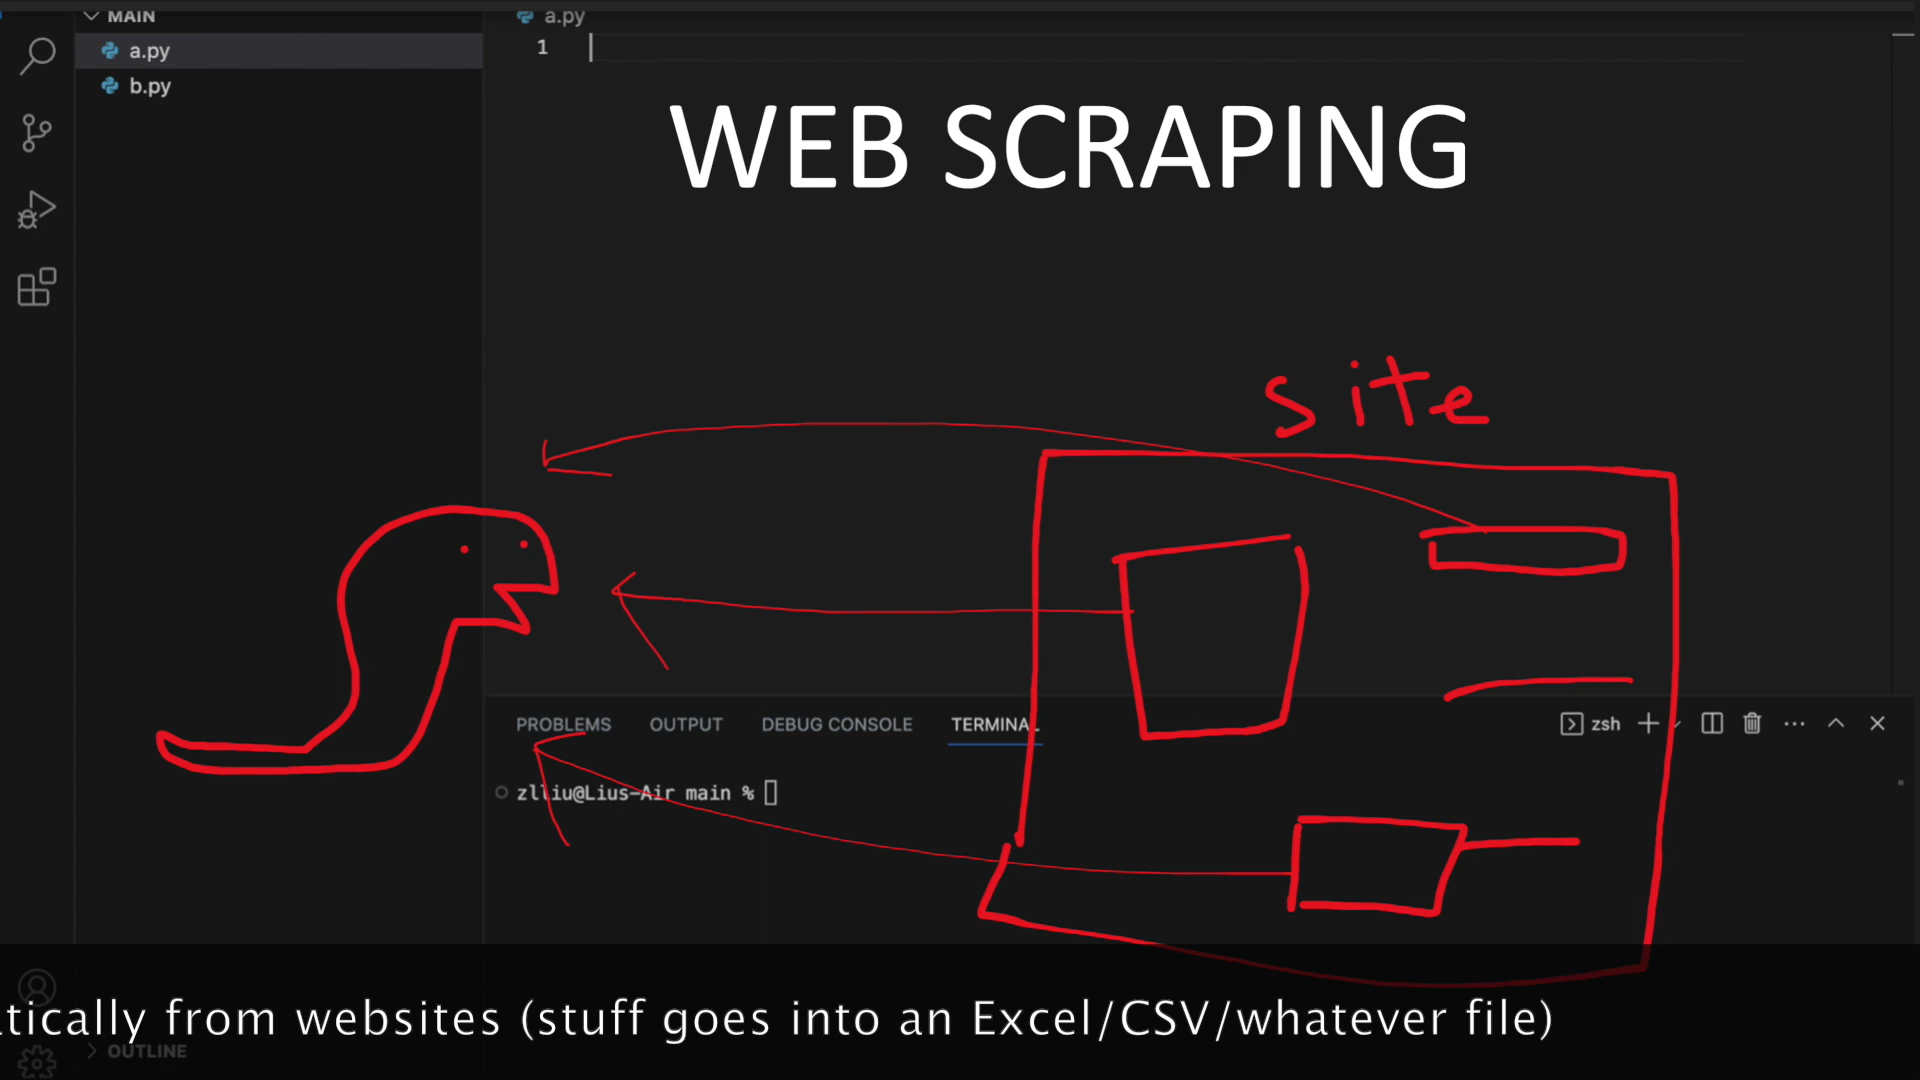 MAIN
a.py
a.py
b.py
1
WEB SCRAPING
site
PROBLEMS OUTPUT DEBUG CONSOLE TERMINAL
zsh
zlliu@Lius-Air main %
tically from websites (stuff goes into an Excel/CSV/whatever file)
OUTLINE